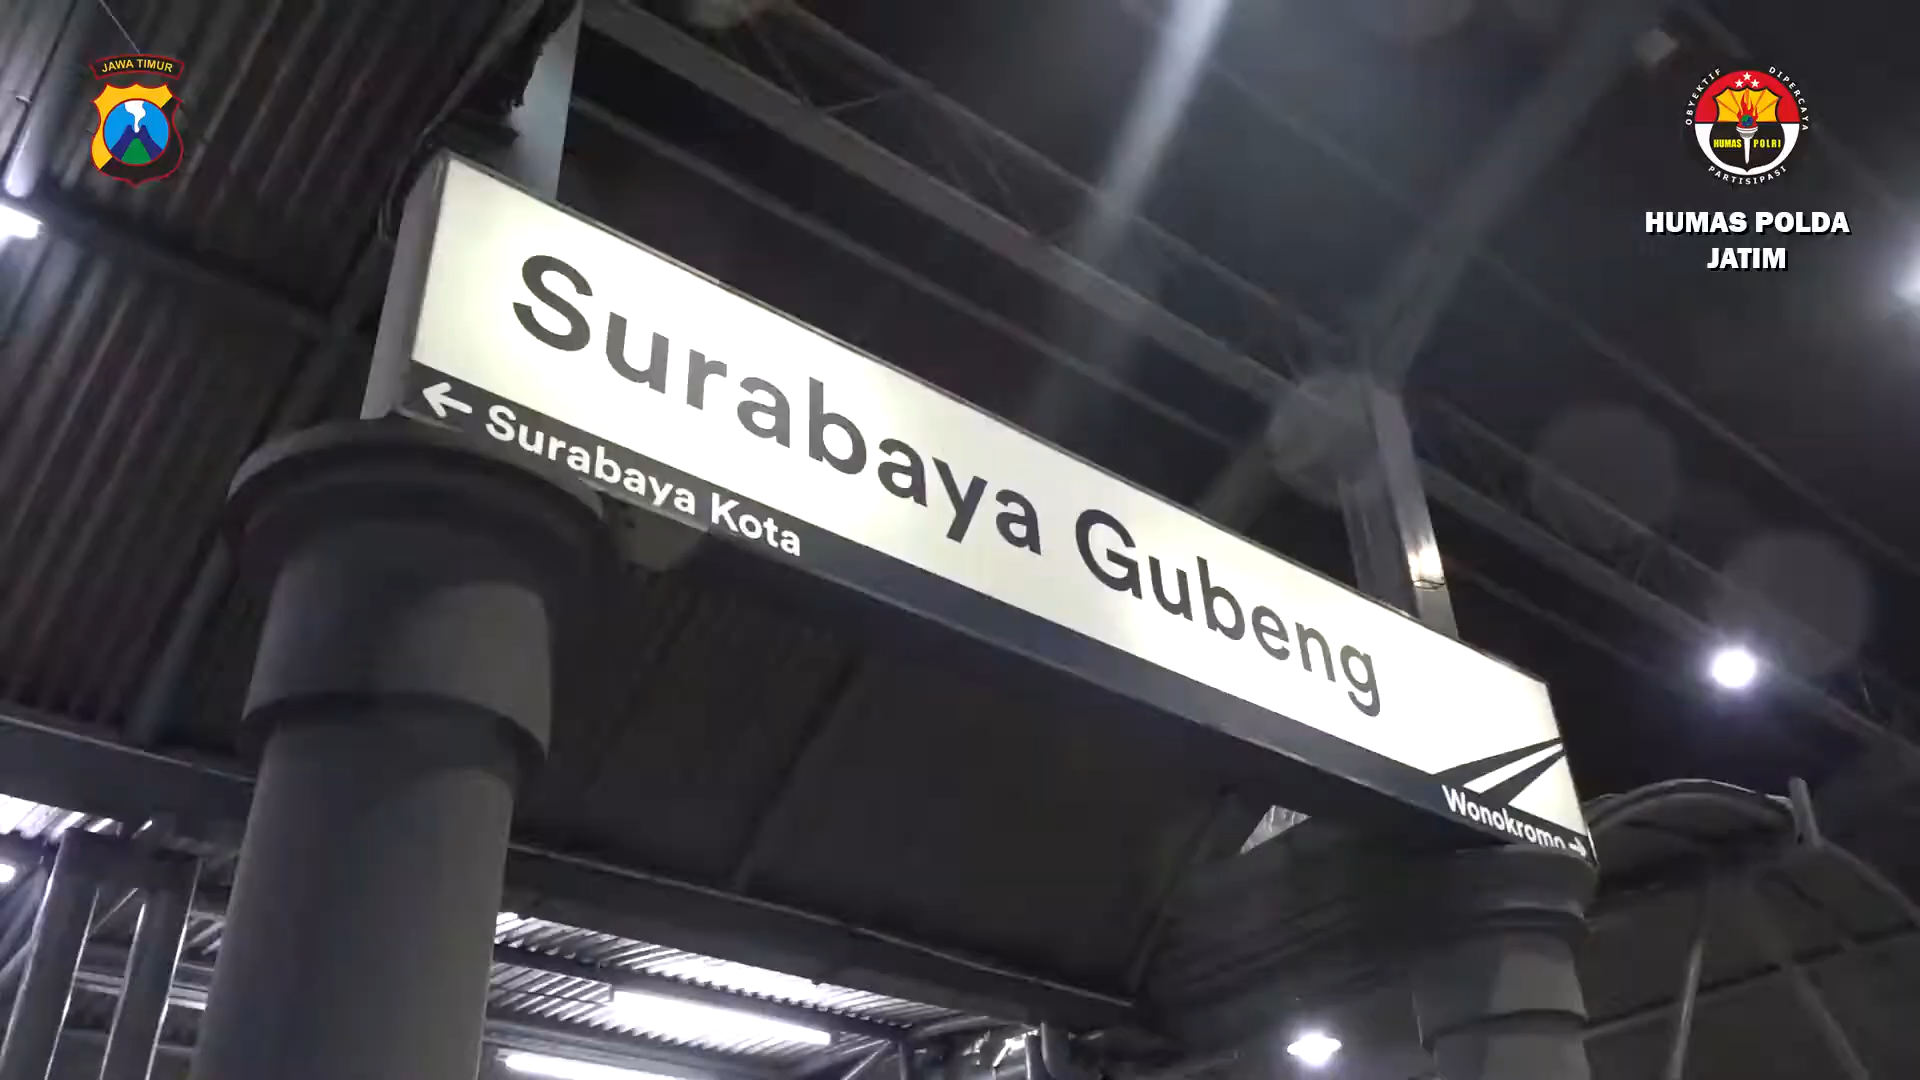 JAWA TIMUR
OBYEKTIF
DIPERCAYA
HUMAS POLRI
PARTISIPASI
HUMAS POLDA
JATIM
Surabaya Gubeng
← Surabaya Kota
Wonokromo →